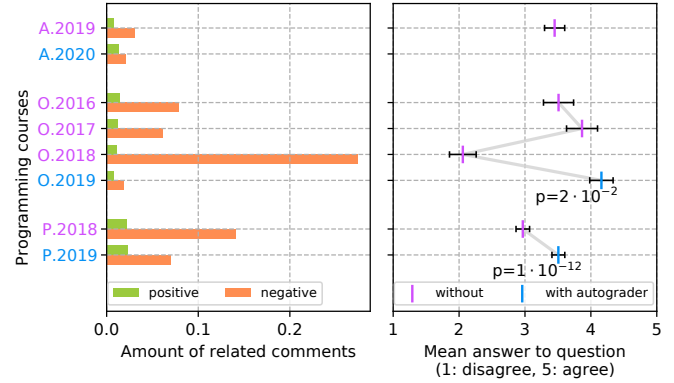 Programming courses
A.2019
A.2020
O.2016
O.2017
O.2018
O.2019
P.2018
P.2019
positive
negative
0.0
0.1
0.2
Amount of related comments
p=2 · 10⁻²
p=1 · 10⁻¹²
without
with autograder
1
2
3
4
5
Mean answer to question
(1: disagree, 5: agree)